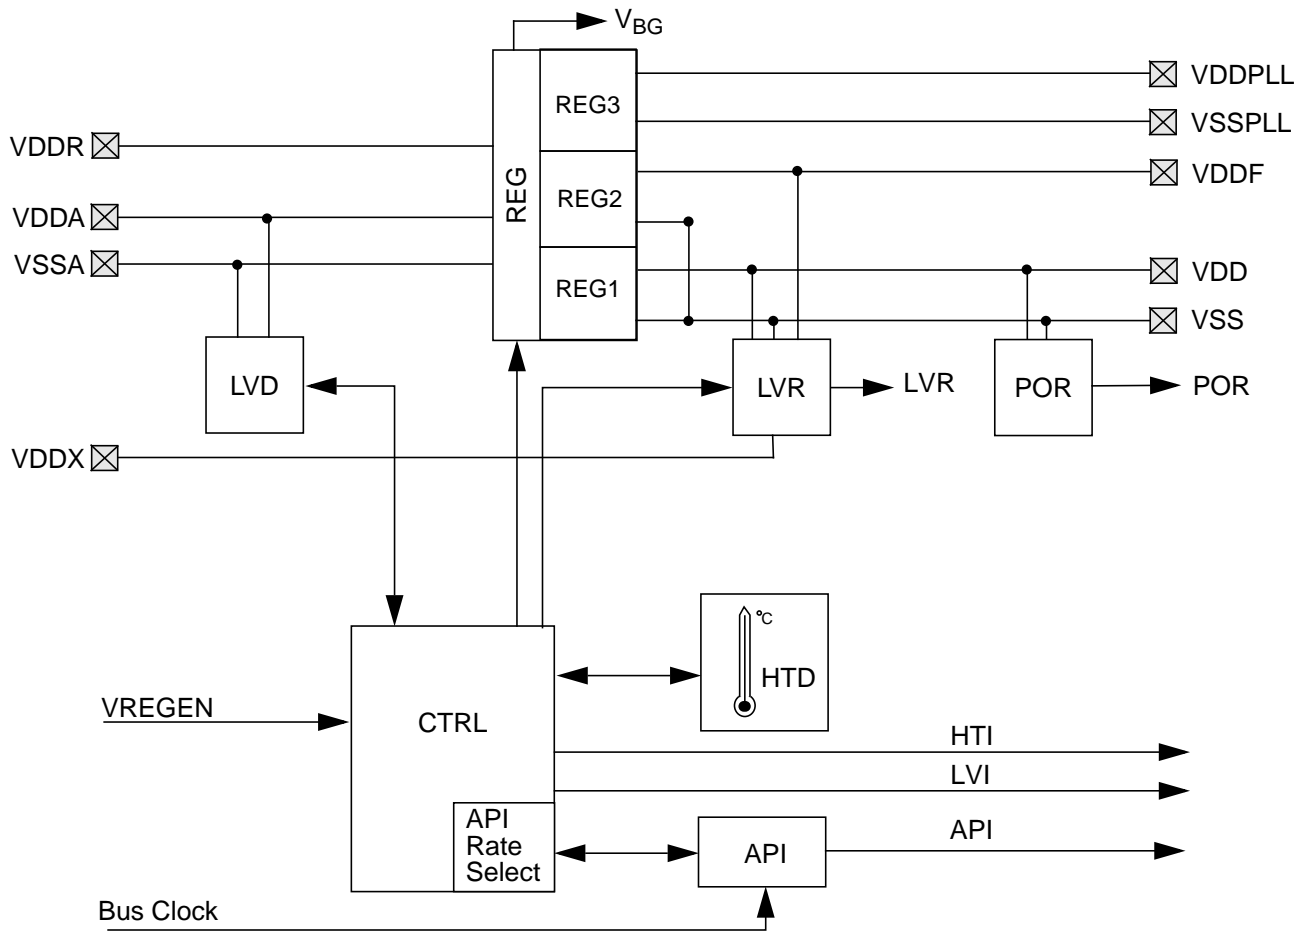 VBG
VDDPLL
REG3
VSSPLL
VDDR
VDDF
REG
REG2
VDDA
VSSA
VDD
REG1
VSS
LVD
LVR
LVR
POR
POR
VDDX
°C
HTD
VREGEN
CTRL
HTI
LVI
API
Rate
Select
API
API
Bus Clock